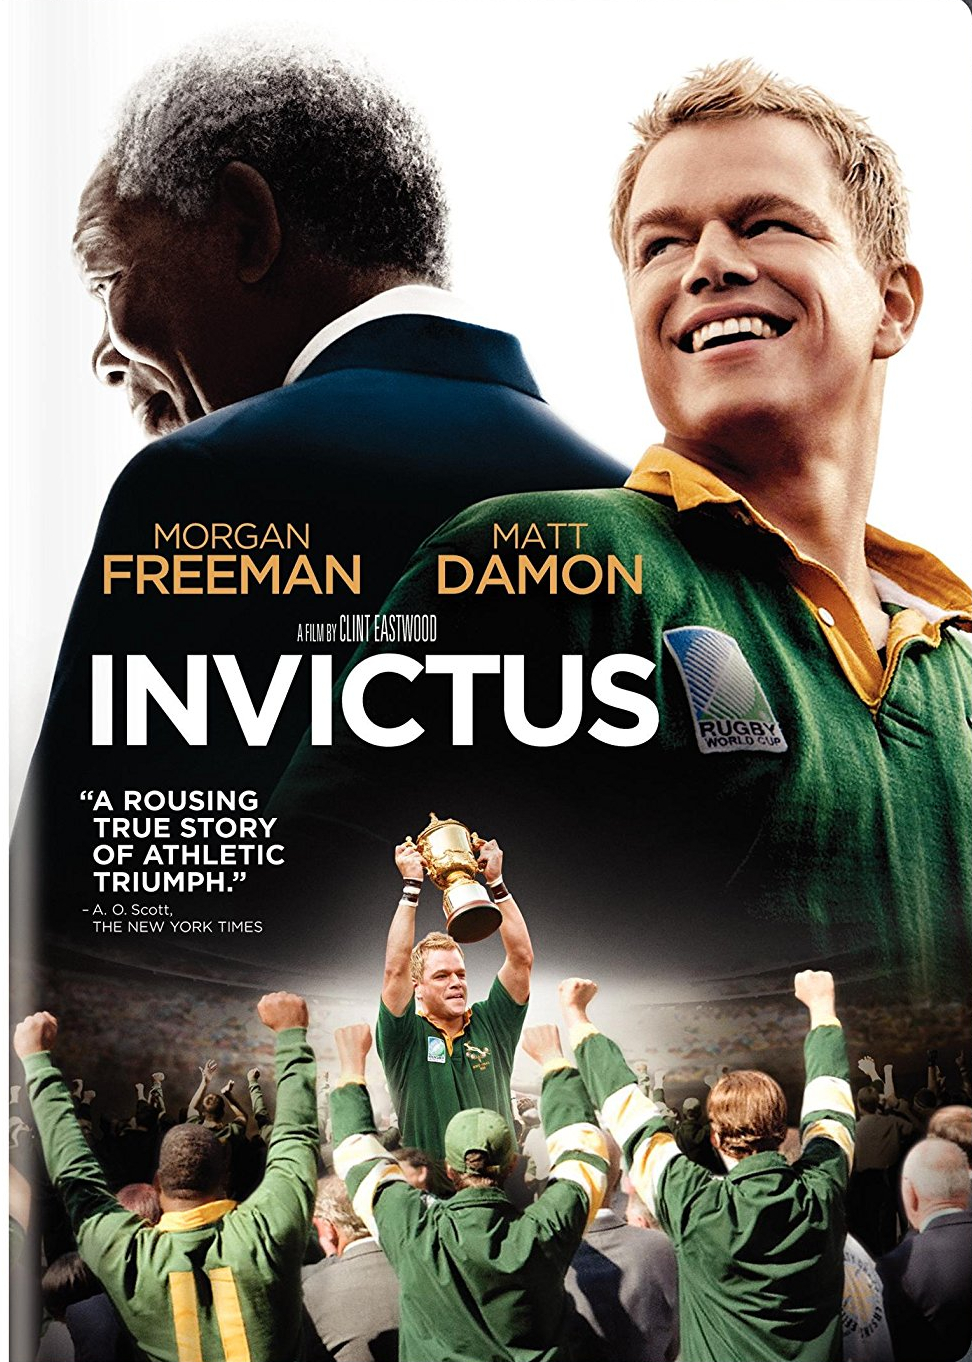 MORGAN
FREEMAN
MATT
DAMON
A FILM BY CLINT EASTWOOD
INVICTUS
RUGBY
WORLD CUP
“A ROUSING
TRUE STORY
OF ATHLETIC
TRIUMPH.”
– A. O. Scott,
THE NEW YORK TIMES
11